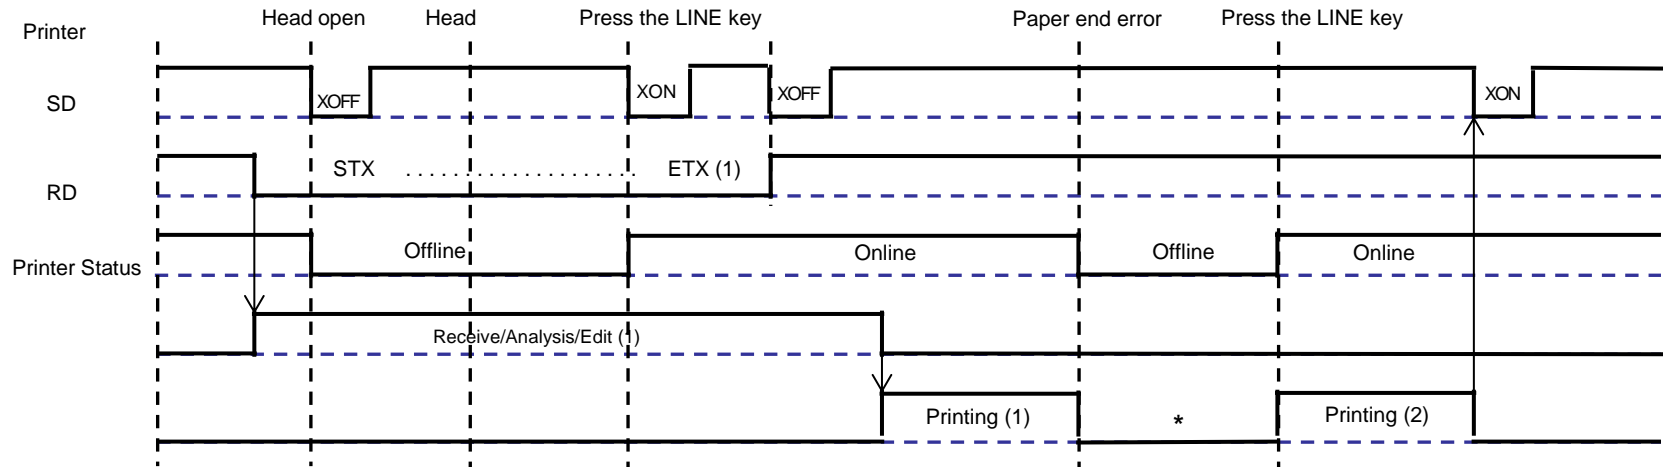 Head open Head Press the LINE key Paper end error Press the LINE key
Printer
SD XOFF XON XOFF XON
RD STX ..................... ETX (1)
Printer Status Offline Online Offline Online
Receive/Analysis/Edit (1)
Printing (1) * Printing (2)